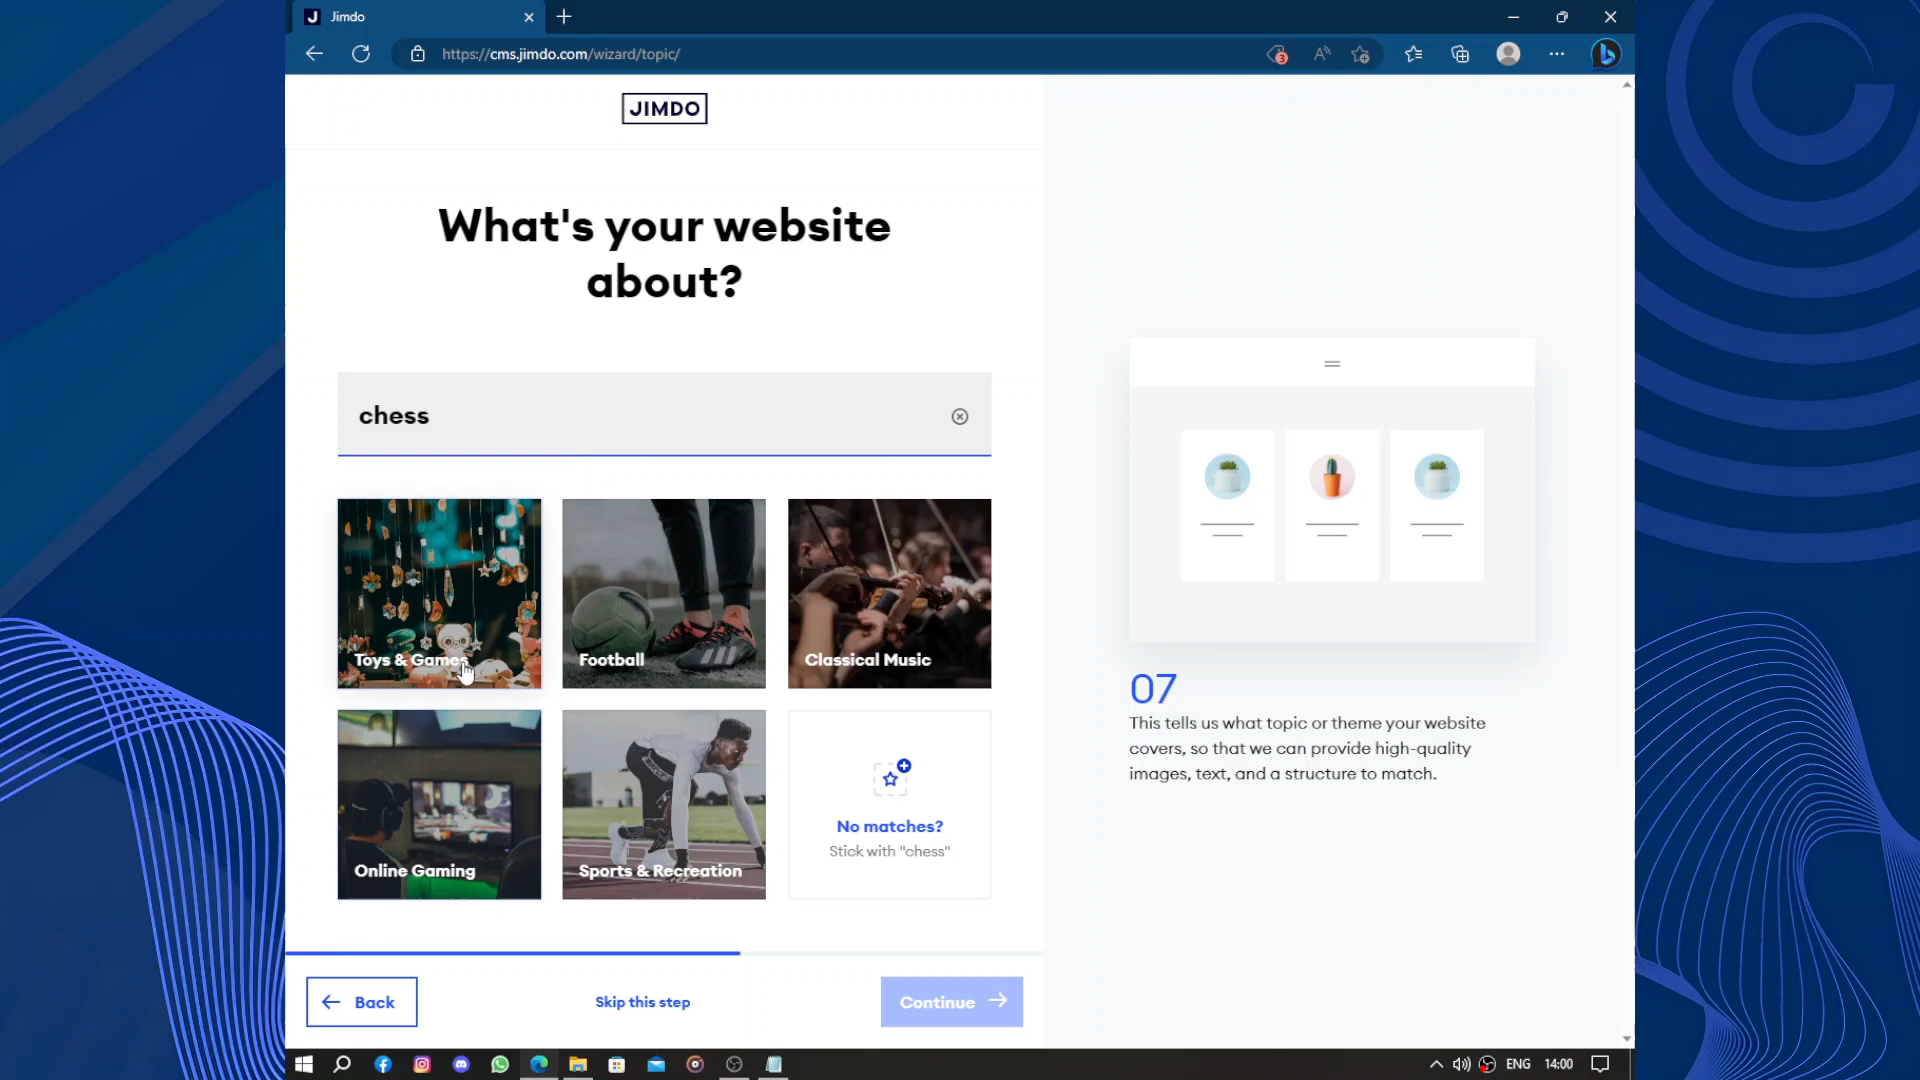 Jimdo
https://cms.jimdo.com/wizard/topic/
3
JIMDO
What's your website
about?
chess
Toys & Games
Football
Classical Music
Online Gaming
Sports & Recreation
No matches?
Stick with "chess"
07
This tells us what topic or theme your website
covers, so that we can provide high-quality
images, text, and a structure to match.
Back
Skip this step
Continue
ENG
14:00